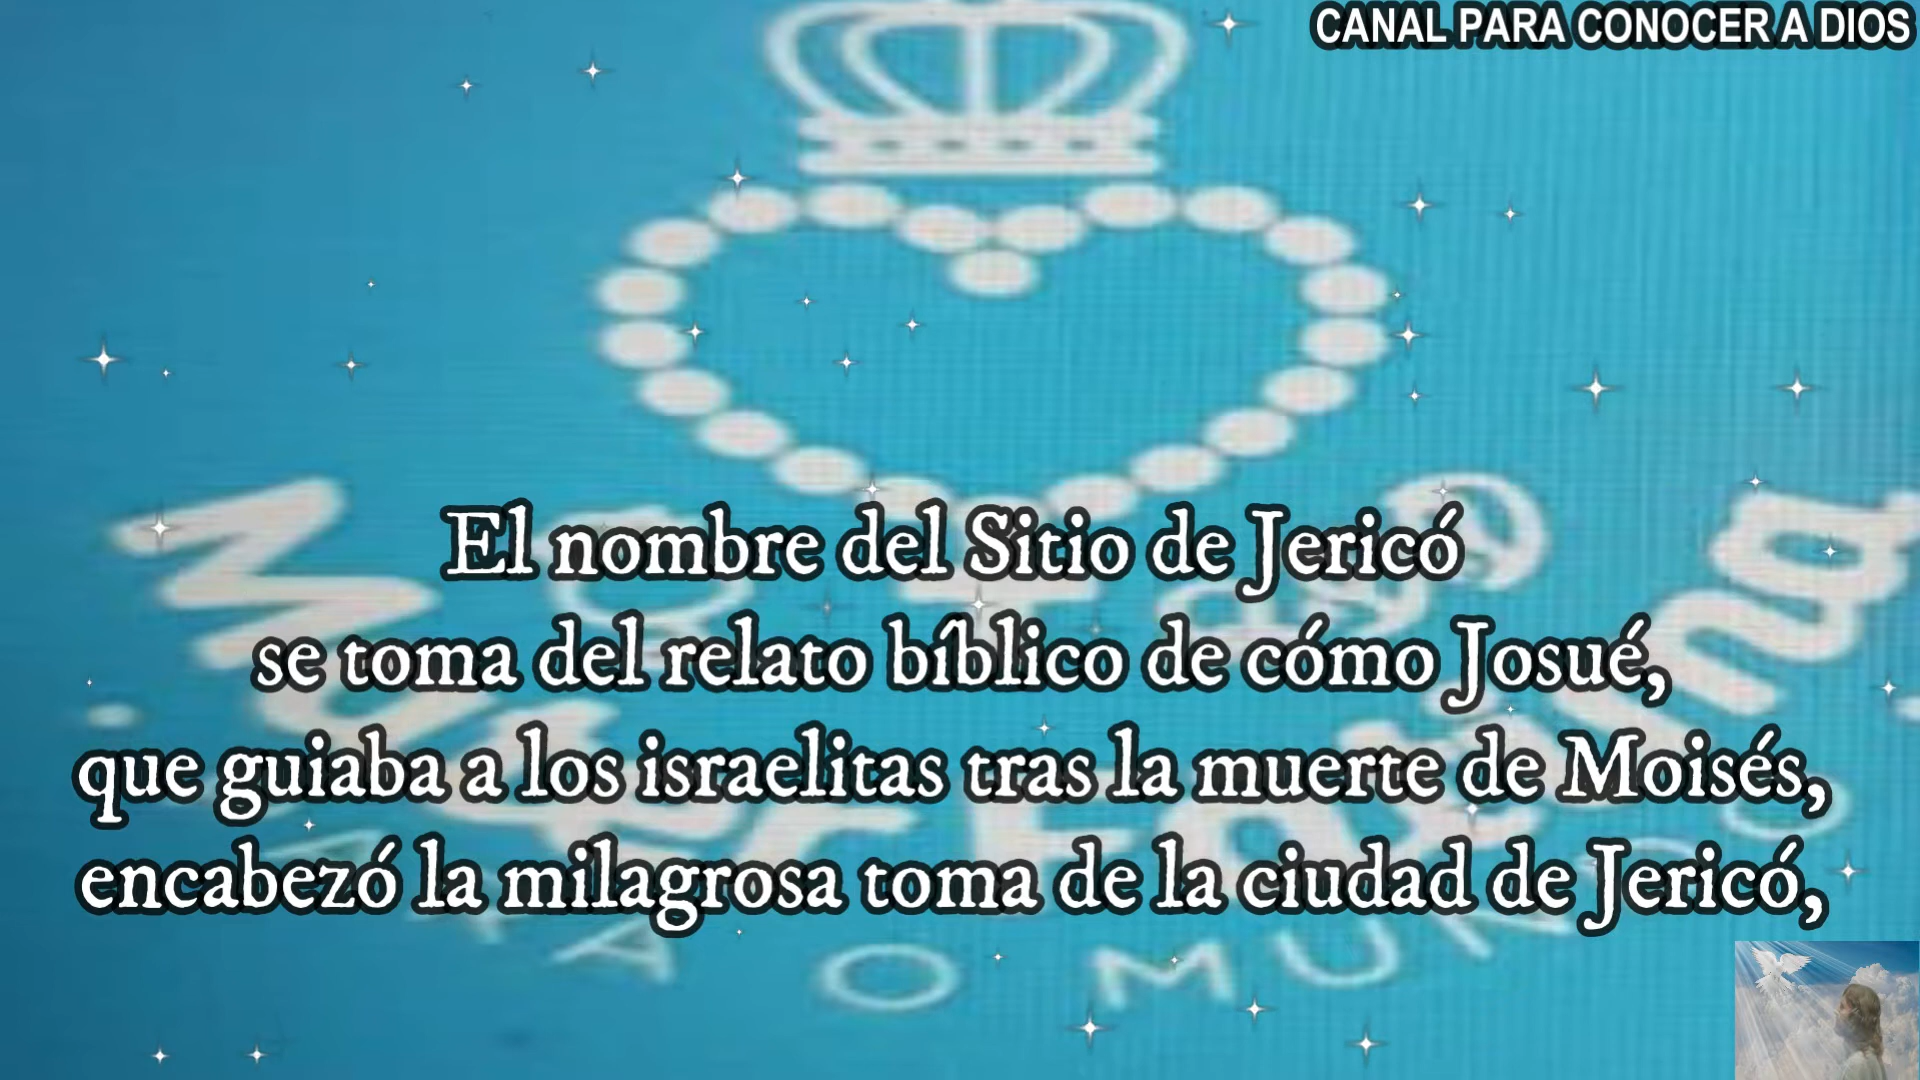 CANAL PARA CONOCER A DIOS
El nombre del Sitio de Jericó
se toma del relato bíblico de cómo Josué,
que guiaba a los israelitas tras la muerte de Moisés,
encabezó la milagrosa toma de la ciudad de Jericó,